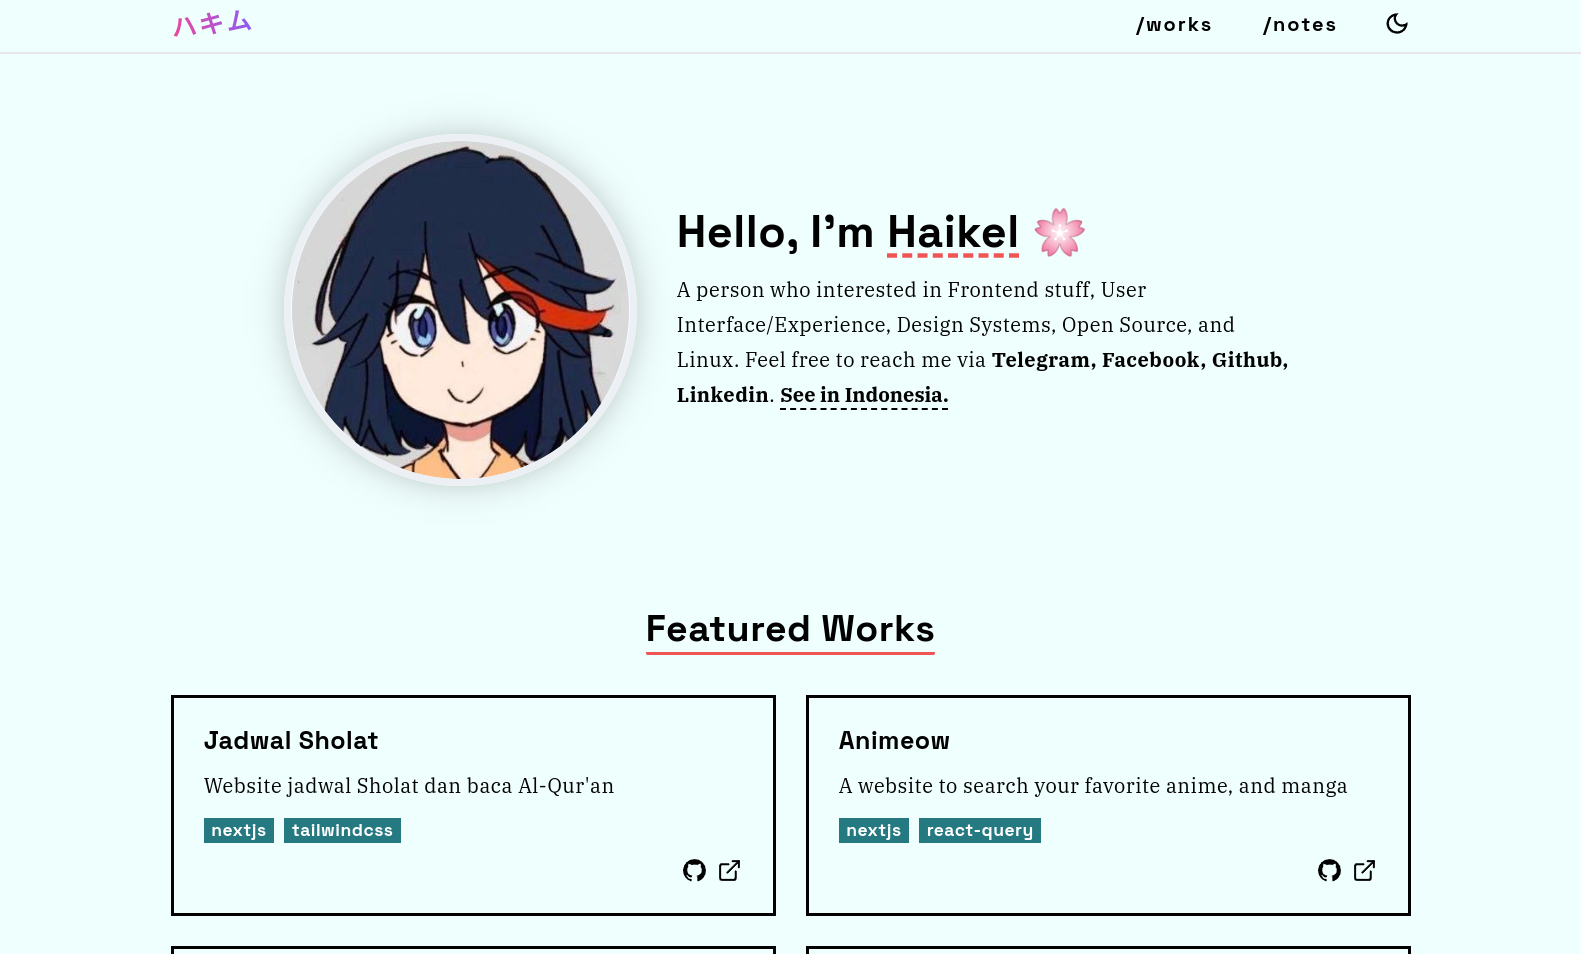 ハキム
/works
/notes
Hello, I’m Haikel 🌸
A person who interested in Frontend stuff, User
Interface/Experience, Design Systems, Open Source, and
Linux. Feel free to reach me via Telegram, Facebook, Github,
Linkedin. See in Indonesia.
Featured Works
Jadwal Sholat
Website jadwal Sholat dan baca Al-Qur'an
nextjs tailwindcss
Animeow
A website to search your favorite anime, and manga
nextjs react-query